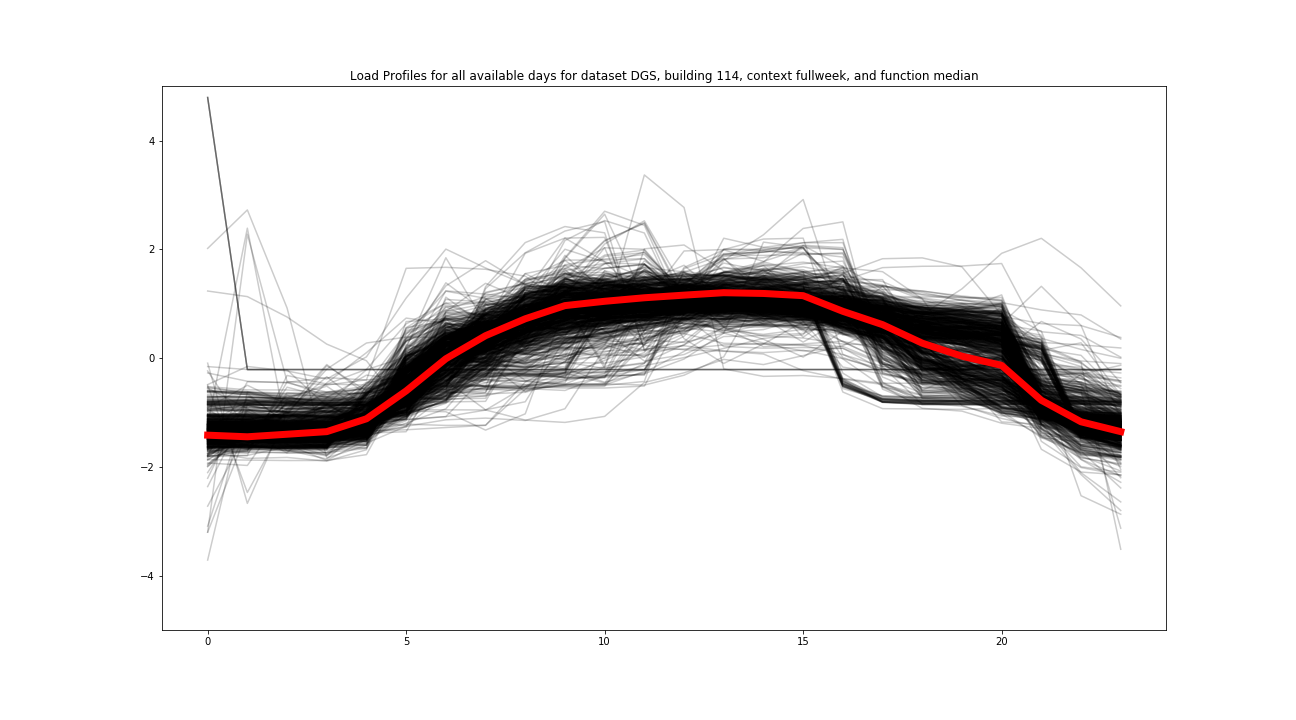 Load Profiles for all available days for dataset DGS, building 114, context fullweek, and function median
4
2
0
−2
−4
0 5 10 15 20